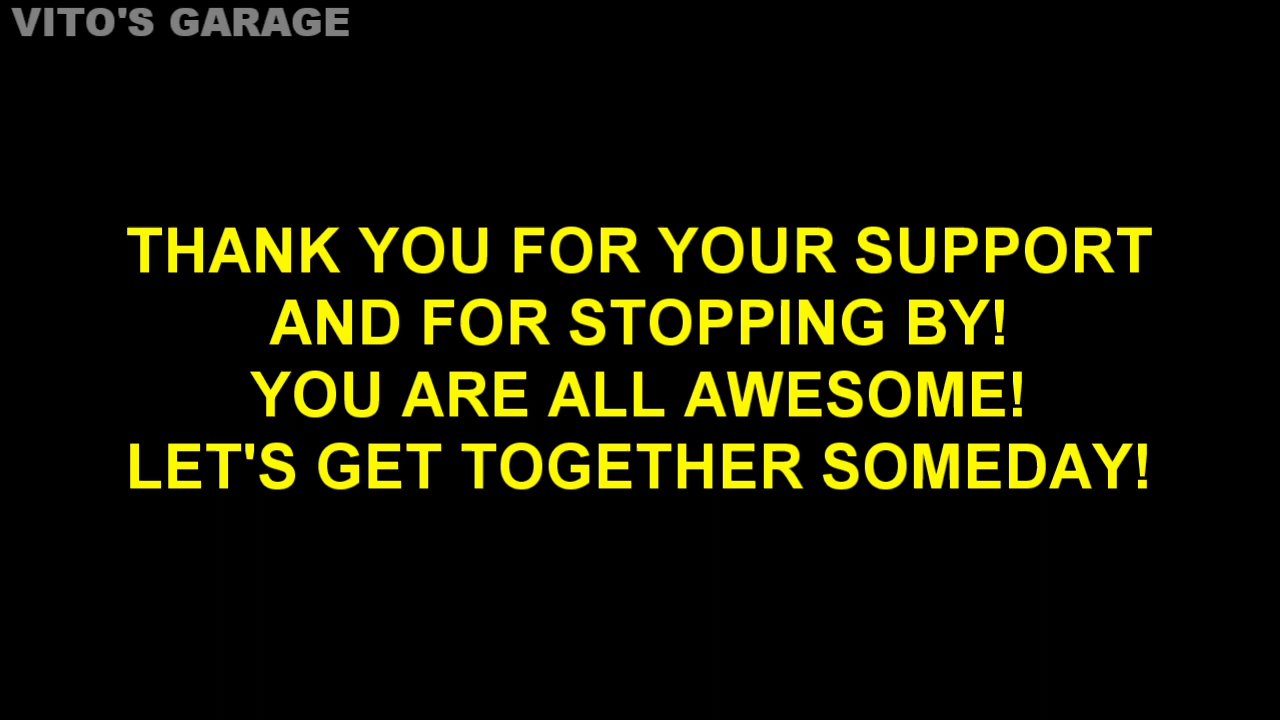 VITO'S GARAGE
THANK YOU FOR YOUR SUPPORT
AND FOR STOPPING BY!
YOU ARE ALL AWESOME!
LET'S GET TOGETHER SOMEDAY!